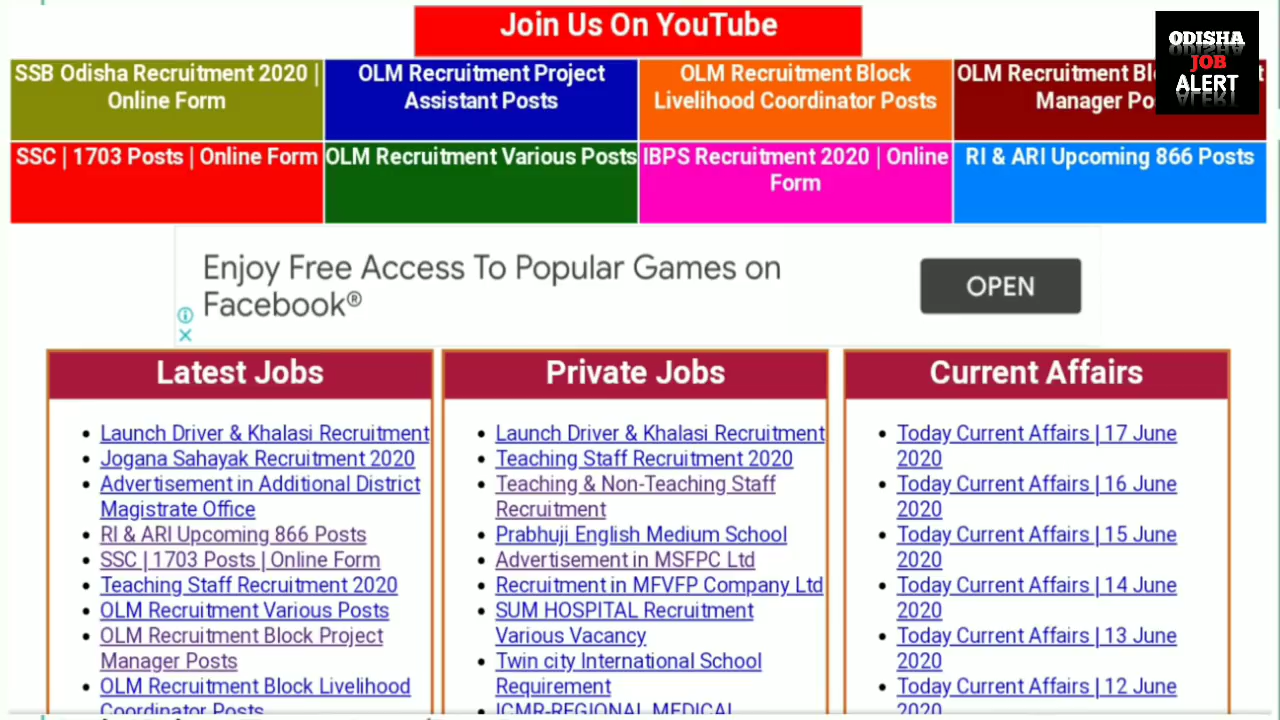 Join Us On YouTube
ODISHA
JOB
ALERT
SSB Odisha Recruitment 2020 |
Online Form
OLM Recruitment Project
Assistant Posts
OLM Recruitment Block
Livelihood Coordinator Posts
OLM Recruitment
Manager
SSC | 1703 Posts | Online Form
OLM Recruitment Various Posts
IBPS Recruitment 2020 | Online
Form
RI & ARI Upcoming 866 Posts
Enjoy Free Access To Popular Games on
Facebook®
OPEN
Latest Jobs
Launch Driver & Khalasi Recruitment
Jogana Sahayak Recruitment 2020
Advertisement in Additional District
Magistrate Office
RI & ARI Upcoming 866 Posts
SSC | 1703 Posts | Online Form
Teaching Staff Recruitment 2020
OLM Recruitment Various Posts
OLM Recruitment Block Project
Manager Posts
OLM Recruitment Block Livelihood
Coordinator Posts
Private Jobs
Launch Driver & Khalasi Recruitment
Teaching Staff Recruitment 2020
Teaching & Non-Teaching Staff
Recruitment
Prabhuji English Medium School
Advertisement in MSFPC Ltd
Recruitment in MFVFP Company Ltd
SUM HOSPITAL Recruitment
Various Vacancy
Twin city International School
Requirement
ICMR-REGIONAL MEDICAL
Current Affairs
Today Current Affairs | 17 June
2020
Today Current Affairs | 16 June
2020
Today Current Affairs | 15 June
2020
Today Current Affairs | 14 June
2020
Today Current Affairs | 13 June
2020
Today Current Affairs | 12 June
2020